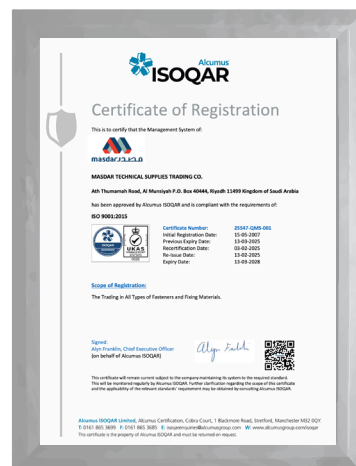 Alcumus
ISOQAR
Certificate of Registration
This is to certify that the Management System of:
masdar مصدر
MASDAR TECHNICAL SUPPLIES TRADING CO.
Ath Thumamah Road, Al Munsiyah P.O. Box 40444, Riyadh 11499 Kingdom of Saudi Arabia
has been approved by Alcumus ISOQAR and is compliant with the requirements of:
ISO 9001:2015
ISOQAR
UKAS
Certificate Number: 25547-QMS-001
Initial Registration Date: 15-05-2007
Previous Expiry Date: 13-03-2025
Recertification Date: 03-02-2025
Re-Issue Date: 13-02-2025
Expiry Date: 13-03-2028
Scope of Registration:
The Trading in All Types of Fasteners and Fixing Materials.
Signed:
Alyn Franklin, Chief Executive Officer
(on behalf of Alcumus ISOQAR)
This certificate will remain current subject to the company maintaining its system to the required standard.
This will be monitored regularly by Alcumus ISOQAR. Further clarification regarding the scope of this certificate
and the applicability of the relevant standards' requirement may be obtained by consulting Alcumus ISOQAR.
Alcumus ISOQAR Limited, Alcumus Certification, Cobra Court, 1 Blackmore Road, Stretford, Manchester M32 0QY
T: 0161 865 3699 F: 0161 865 3685 E: isoqarenquiries@alcumusgroup.com W: www.alcumusgroup.com/isoqar
This certificate is the property of Alcumus ISOQAR and must be returned on request.